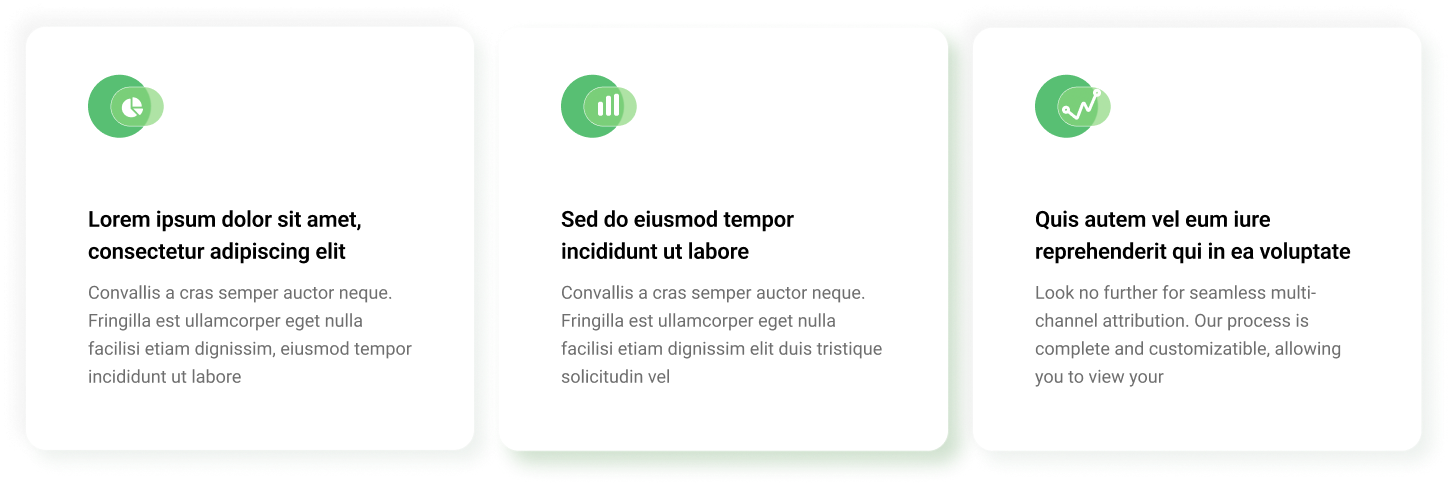 Lorem ipsum dolor sit amet,
consectetur adipiscing elit
Convallis a cras semper auctor neque.
Fringilla est ullamcorper eget nulla
facilisi etiam dignissim, eiusmod tempor
incididunt ut labore
Sed do eiusmod tempor
incididunt ut labore
Convallis a cras semper auctor neque.
Fringilla est ullamcorper eget nulla
facilisi etiam dignissim elit duis tristique
solicitudin vel
Quis autem vel eum iure
reprehenderit qui in ea voluptate
Look no further for seamless multi-
channel attribution. Our process is
complete and customizatible, allowing
you to view your